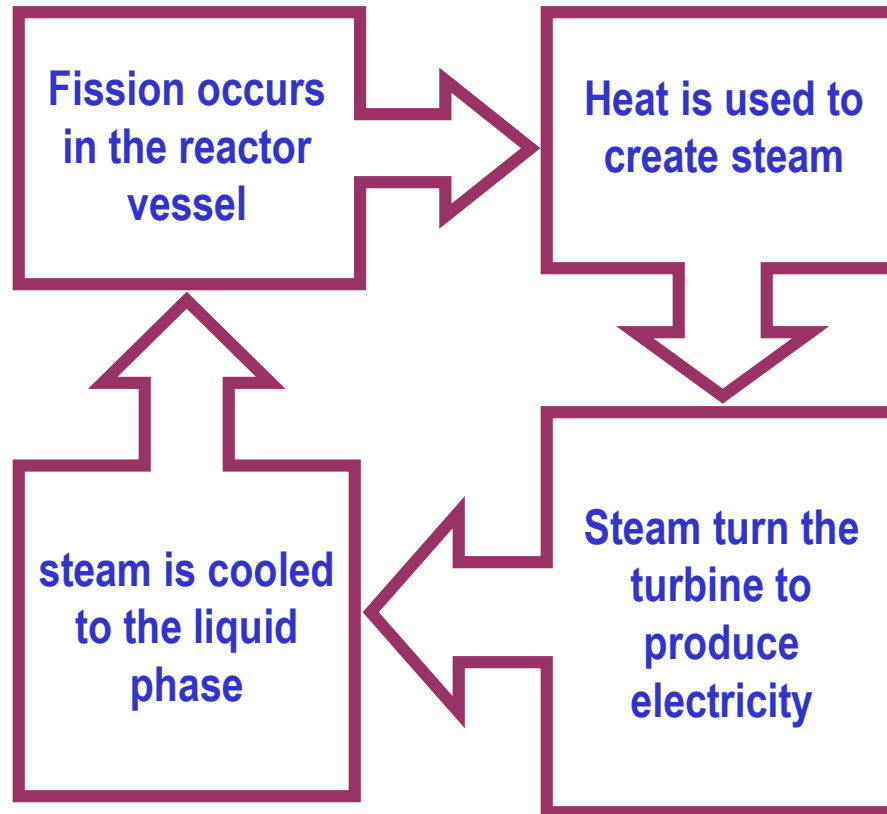 Fission occurs
in the reactor
vessel
Heat is used to
create steam
Steam turn the
turbine to
produce
electricity
steam is cooled
to the liquid
phase